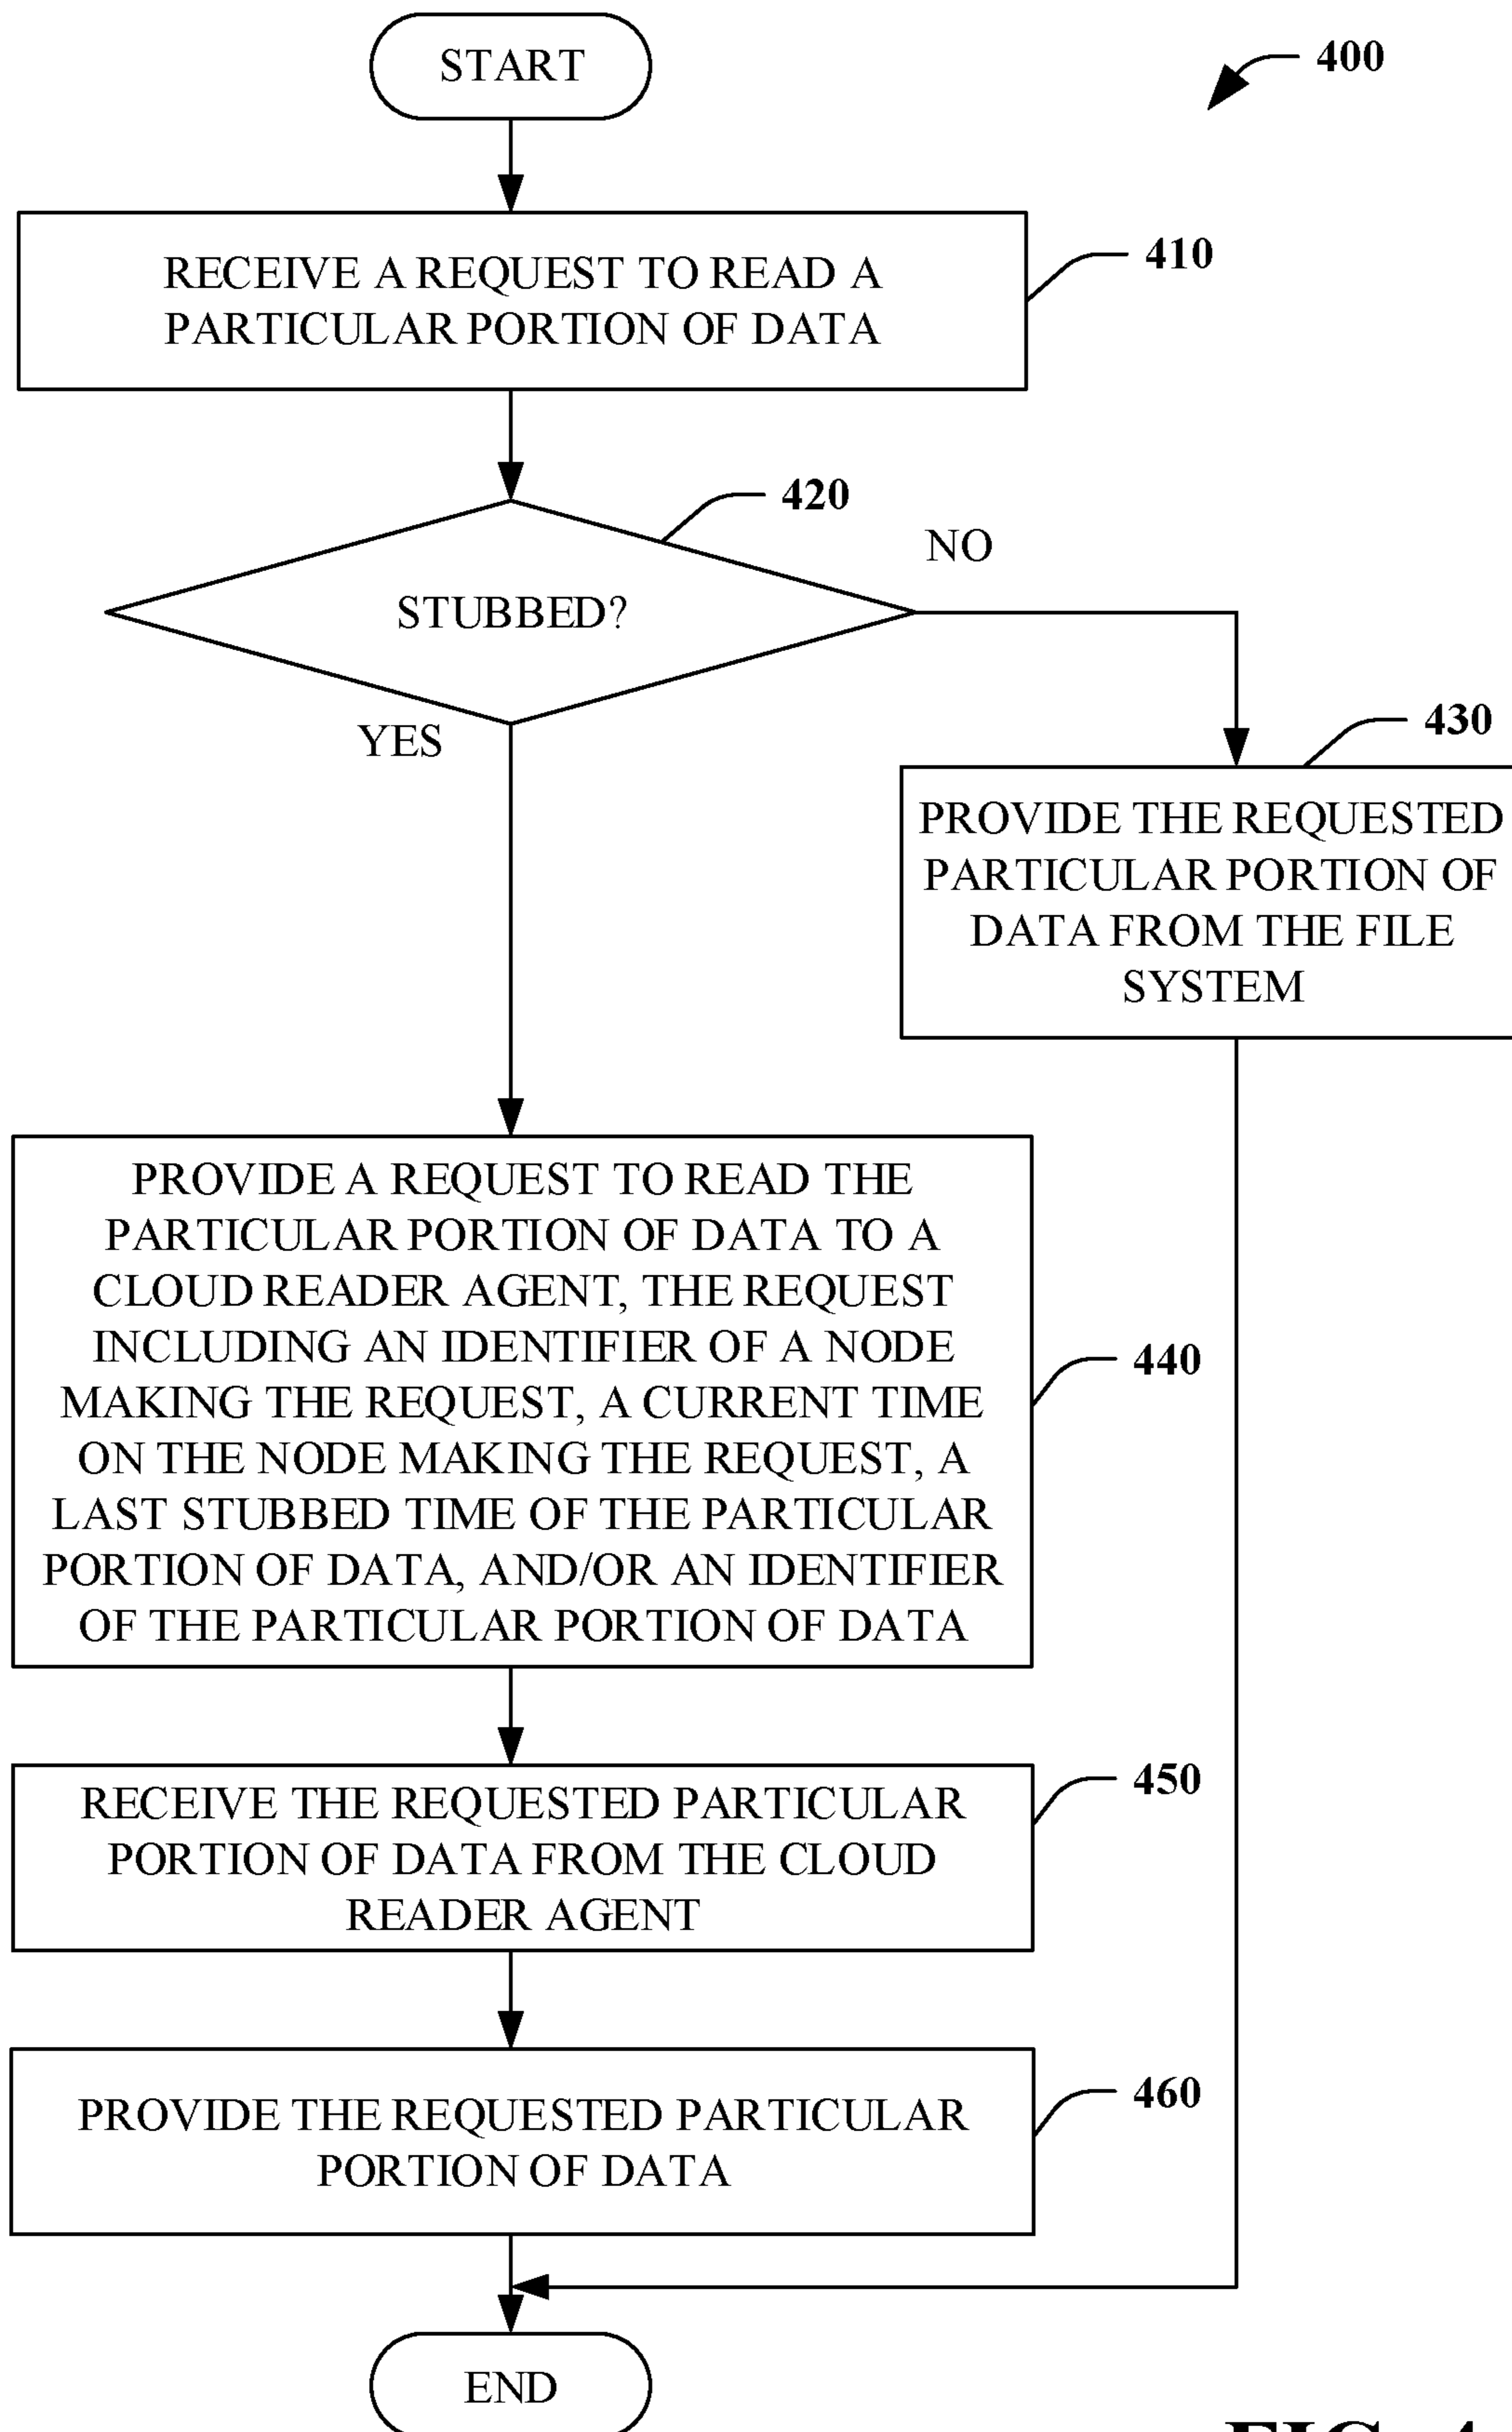 START
400
RECEIVE A REQUEST TO READ A
PARTICULAR PORTION OF DATA
410
420
NO
STUBBED?
YES
430
PROVIDE THE REQUESTED
PARTICULAR PORTION OF
DATA FROM THE FILE
SYSTEM
PROVIDE A REQUEST TO READ THE
PARTICULAR PORTION OF DATA TO A
CLOUD READER AGENT, THE REQUEST
INCLUDING AN IDENTIFIER OF A NODE
MAKING THE REQUEST, A CURRENT TIME
ON THE NODE MAKING THE REQUEST, A
LAST STUBBED TIME OF THE PARTICULAR
PORTION OF DATA, AND/OR AN IDENTIFIER
OF THE PARTICULAR PORTION OF DATA
440
RECEIVE THE REQUESTED PARTICULAR
PORTION OF DATA FROM THE CLOUD
READER AGENT
450
PROVIDE THE REQUESTED PARTICULAR
PORTION OF DATA
460
END
FIG. 4